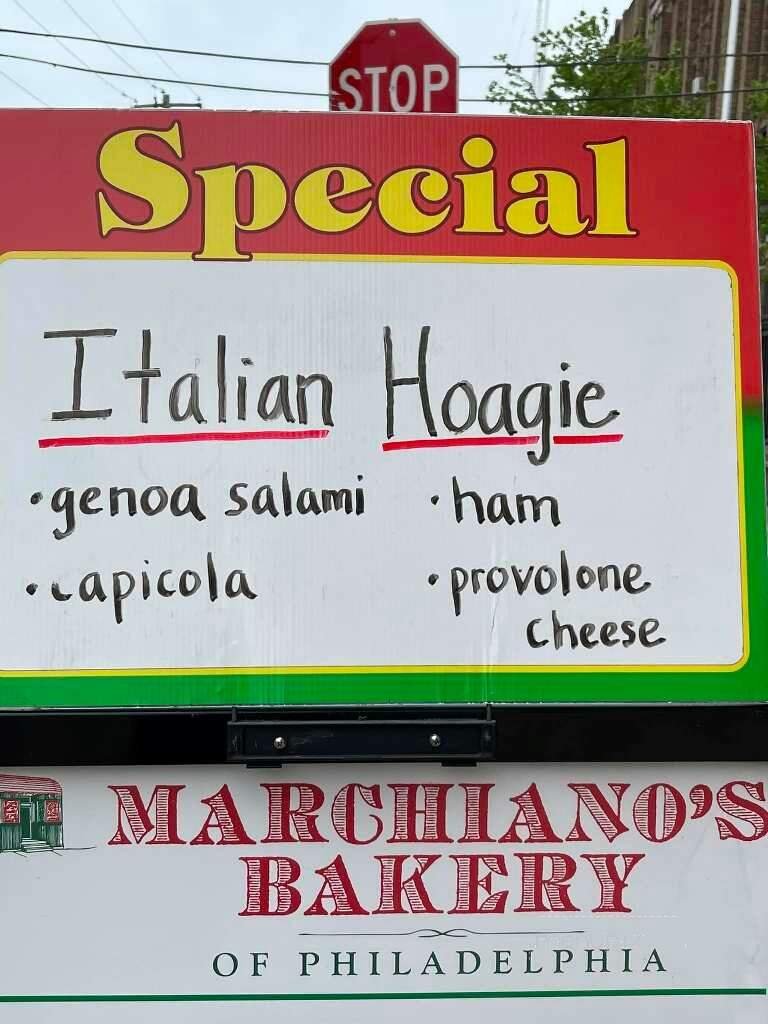 STOP
Special
Italian Hoagie
• genoa salami • ham
• capicola • provolone
cheese
MARCHIANO'S
BAKERY
OF PHILADELPHIA